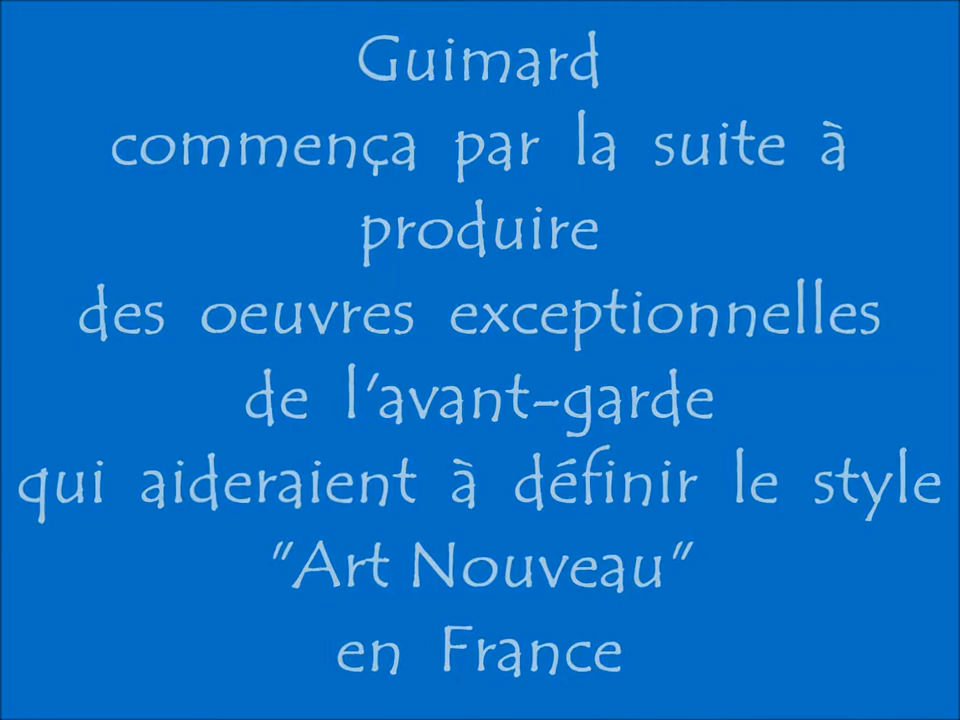 Guimard
commença par la suite à
produire
des oeuvres exceptionnelles
de l'avant-garde
qui aideraient à définir le style
"Art Nouveau"
en France